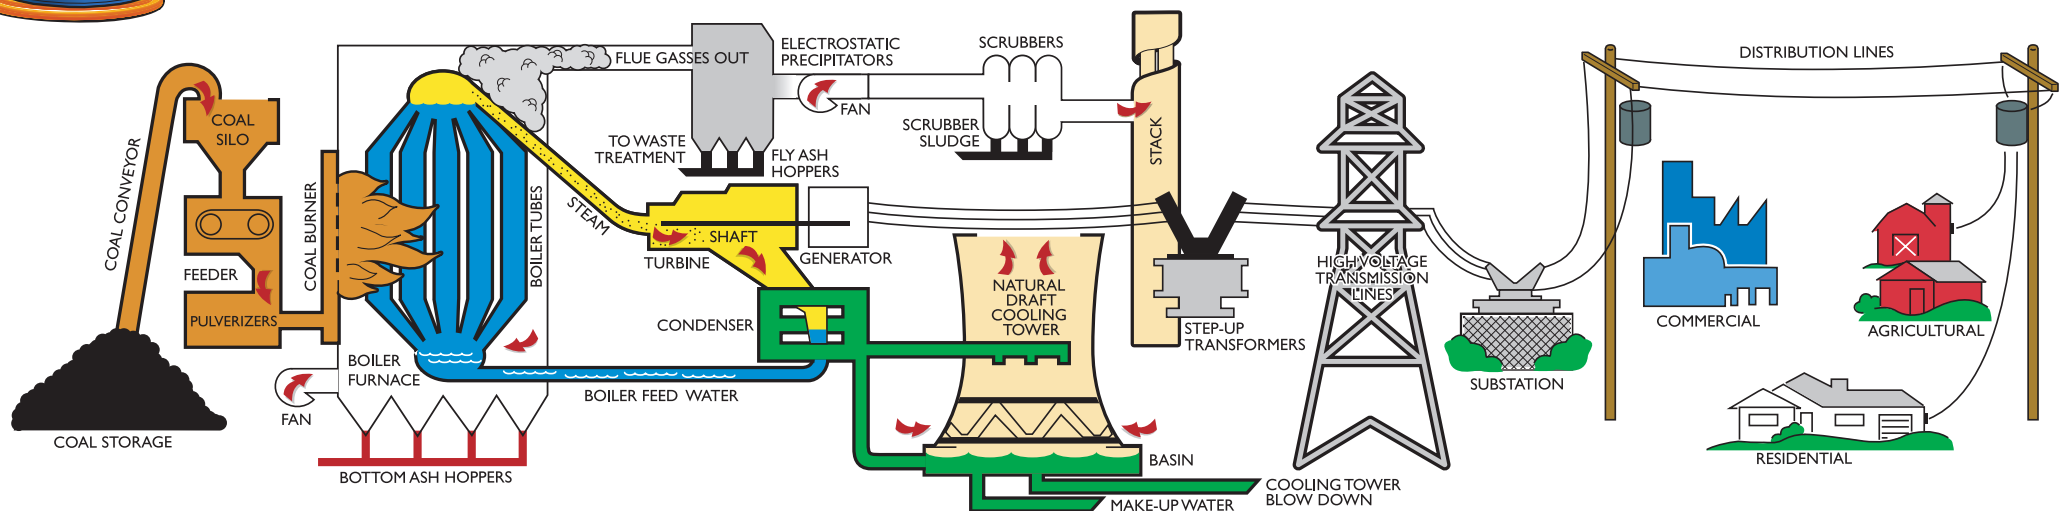 COAL CONVEYOR
COAL STORAGE
COAL
SILO
FEEDER
PULVERIZERS
COAL BURNER
FAN
BOILER
FURNACE
BOTTOM ASH HOPPERS
BOILER TUBES
STEAM
FLUE GASSES OUT
ELECTROSTATIC
PRECIPITATORS
FAN
TO WASTE
TREATMENT
FLY ASH
HOPPERS
SCRUBBERS
SCRUBBER
SLUDGE
STACK
SHAFT
TURBINE
GENERATOR
CONDENSER
BOILER FEED WATER
NATURAL
DRAFT
COOLING
TOWER
BASIN
MAKE-UP WATER
COOLING TOWER
BLOW DOWN
STEP-UP
TRANSFORMERS
HIGH VOLTAGE
TRANSMISSION
LINES
SUBSTATION
DISTRIBUTION LINES
COMMERCIAL
AGRICULTURAL
RESIDENTIAL